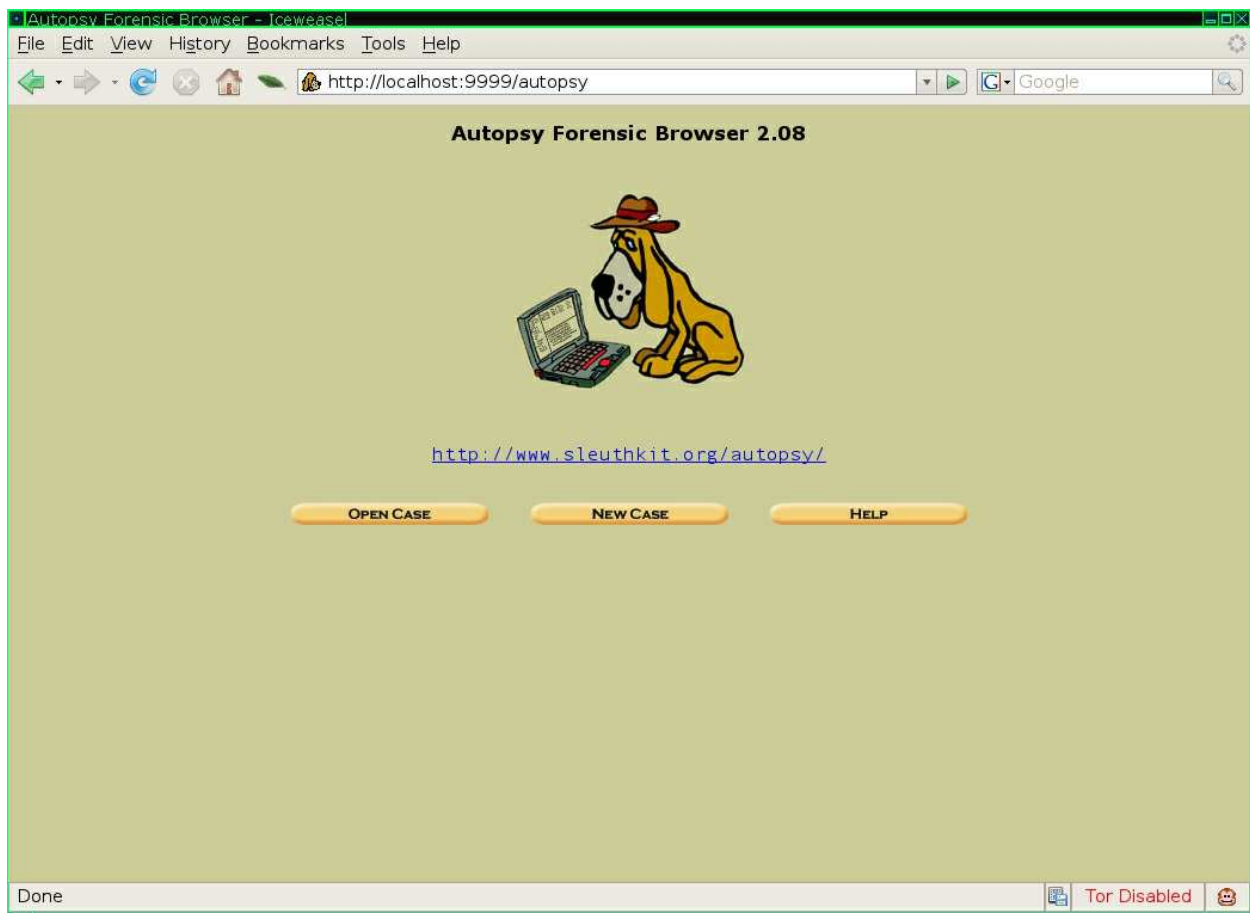 Autopsy Forensic Browser - Iceweasel
File Edit View History Bookmarks Tools Help
http://localhost:9999/autopsy
G Google
Autopsy Forensic Browser 2.08
http://www.sleuthkit.org/autopsy/
OPEN CASE NEW CASE HELP
Done Tor Disabled